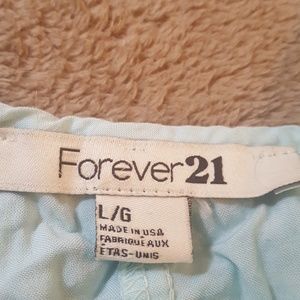 Forever21
L/G
MADE IN USA
FABRIQUE AUX
ÉTAS-UNIS